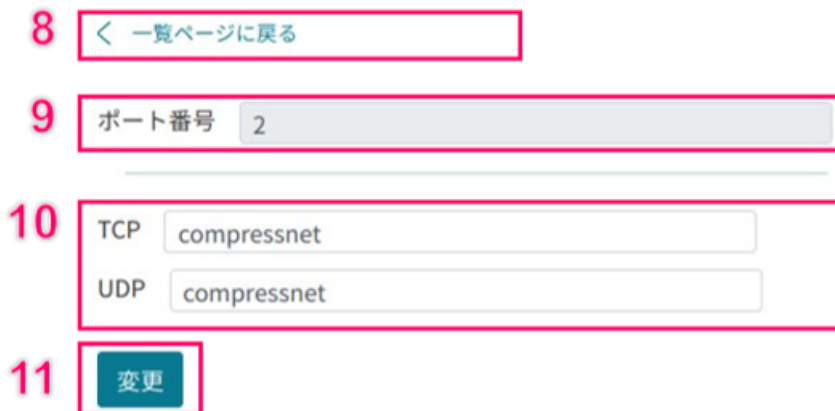 8 < 一覧ページに戻る
9 ポート番号 2
10 TCP compressnet
UDP compressnet
11 変更